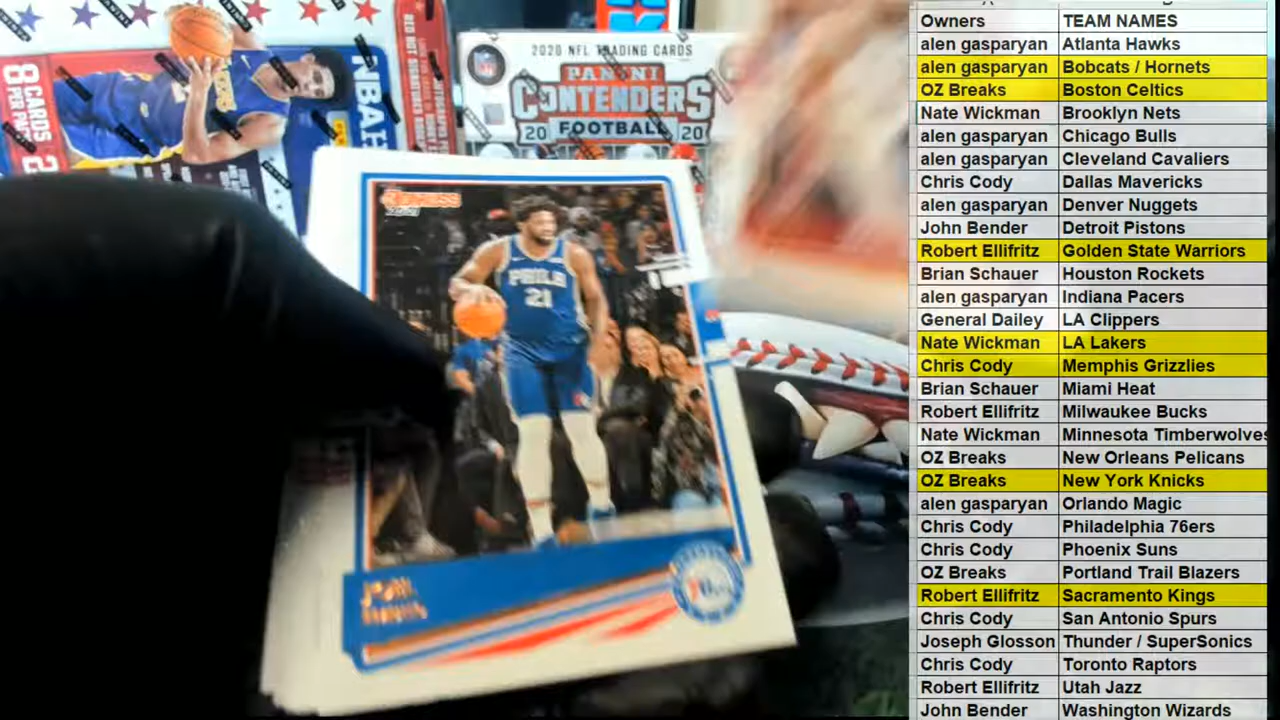 NBA H
8 CARDS 2
PER PACK
2020 NFL TRADING CARDS
PANINI
CONTENDERS
20 FOOTBALL 20
DONRUSS
PHILA
21
JOEL
Owners TEAM NAMES
alen gasparyan Atlanta Hawks
alen gasparyan Bobcats / Hornets
OZ Breaks Boston Celtics
Nate Wickman Brooklyn Nets
alen gasparyan Chicago Bulls
alen gasparyan Cleveland Cavaliers
Chris Cody Dallas Mavericks
alen gasparyan Denver Nuggets
John Bender Detroit Pistons
Robert Ellifritz Golden State Warriors
Brian Schauer Houston Rockets
alen gasparyan Indiana Pacers
General Dailey LA Clippers
Nate Wickman LA Lakers
Chris Cody Memphis Grizzlies
Brian Schauer Miami Heat
Robert Ellifritz Milwaukee Bucks
Nate Wickman Minnesota Timberwolves
OZ Breaks New Orleans Pelicans
OZ Breaks New York Knicks
alen gasparyan Orlando Magic
Chris Cody Philadelphia 76ers
Chris Cody Phoenix Suns
OZ Breaks Portland Trail Blazers
Robert Ellifritz Sacramento Kings
Chris Cody San Antonio Spurs
Joseph Glosson Thunder / SuperSonics
Chris Cody Toronto Raptors
Robert Ellifritz Utah Jazz
John Bender Washington Wizards